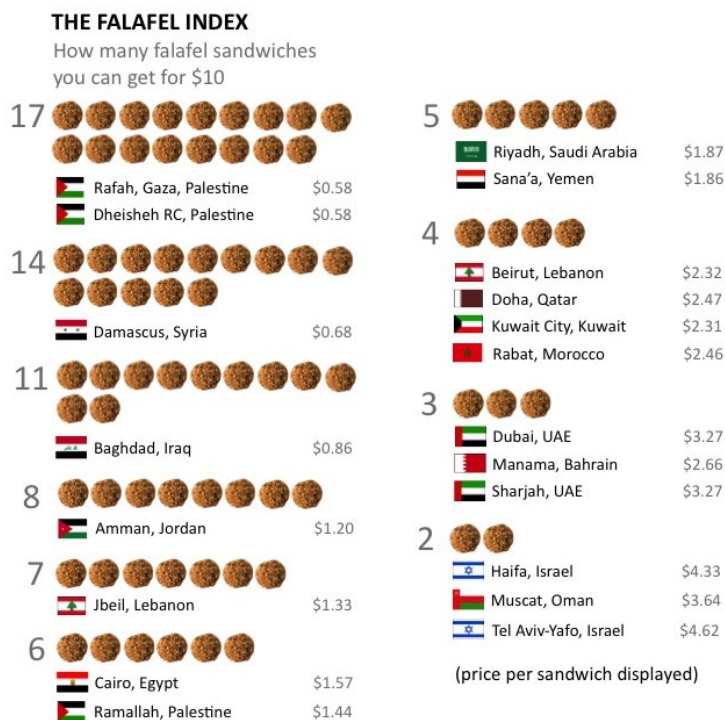 THE FALAFEL INDEX
How many falafel sandwiches
you can get for $10
17
Rafah, Gaza, Palestine $0.58
Dheisheh RC, Palestine $0.58
14
Damascus, Syria $0.68
11
Baghdad, Iraq $0.86
8
Amman, Jordan $1.20
7
Jbeil, Lebanon $1.33
6
Cairo, Egypt $1.57
Ramallah, Palestine $1.44
5
Riyadh, Saudi Arabia $1.87
Sana’a, Yemen $1.86
4
Beirut, Lebanon $2.32
Doha, Qatar $2.47
Kuwait City, Kuwait $2.31
Rabat, Morocco $2.46
3
Dubai, UAE $3.27
Manama, Bahrain $2.66
Sharjah, UAE $3.27
2
Haifa, Israel $4.33
Muscat, Oman $3.64
Tel Aviv-Yafo, Israel $4.62
(price per sandwich displayed)